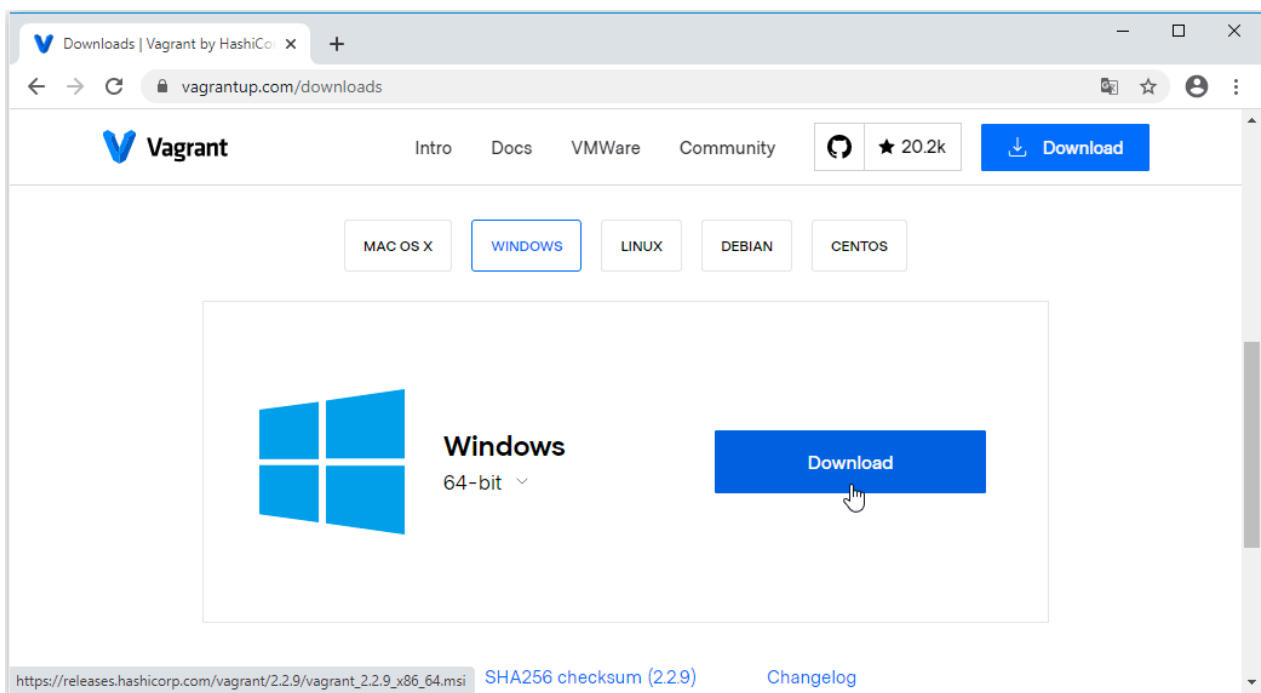 Downloads | Vagrant by HashiCo
vagrantup.com/downloads
Vagrant
Intro
Docs
VMWare
Community
20.2k
Download
MAC OS X
WINDOWS
LINUX
DEBIAN
CENTOS
Windows
64-bit
Download
https://releases.hashicorp.com/vagrant/2.2.9/vagrant_2.2.9_x86_64.msi
SHA256 checksum (2.2.9)
Changelog